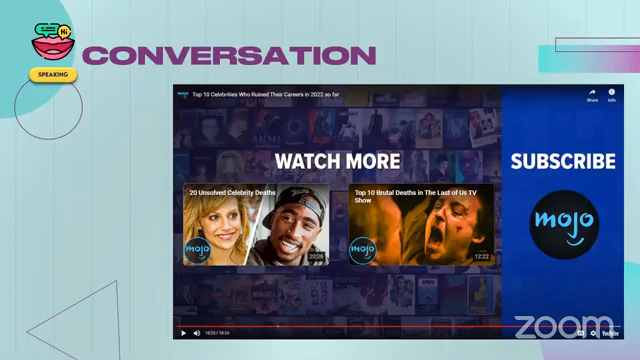 Hi
SPEAKING
CONVERSATION
mojo
Top 10 Celebrities Who Ruined Their Careers in 2022 so far
Share
Info
WATCH MORE
SUBSCRIBE
20 Unsolved Celebrity Deaths
Top 10 Brutal Deaths in The Last of Us TV
Show
mojo
20:26
mojo
12:22
mojo
zoom
YouTube